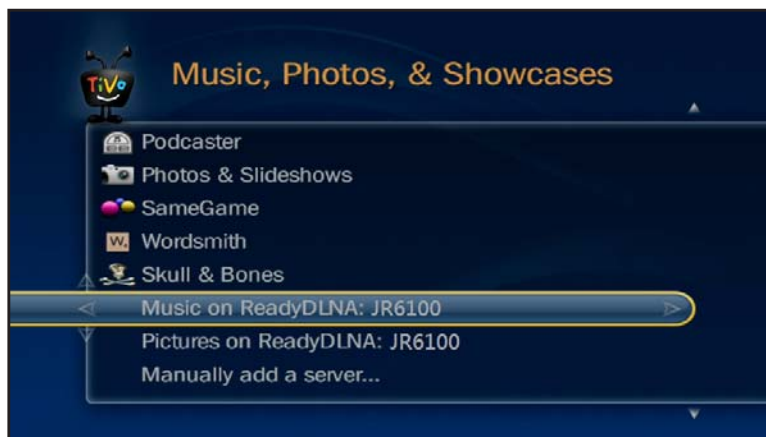 TiVo
Music, Photos, & Showcases
Podcaster
Photos & Slideshows
SameGame
W.
Wordsmith
Skull & Bones
Music on ReadyDLNA: JR6100
Pictures on ReadyDLNA: JR6100
Manually add a server...